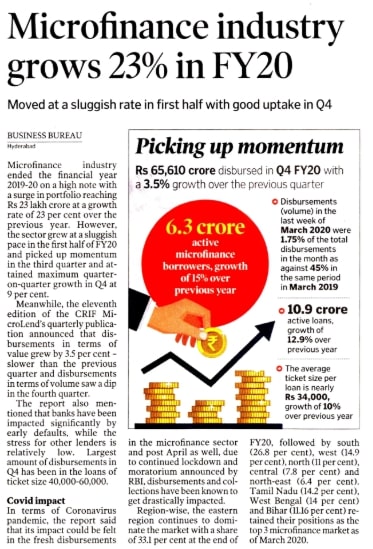 Microfinance industry
grows 23% in FY20
Moved at a sluggish rate in first half with good uptake in Q4
BUSINESS BUREAU
Hyderabad
Microfinance industry
ended the financial year
2019-20 on a high note with
a surge in portfolio reaching
Rs 23 lakh crore at a growth
rate of 23 per cent over the
previous year. However,
the sector grew at a sluggish
pace in the first half of FY20
and picked up momentum
in the third quarter and at-
tained maximum quarter-
on-quarter growth in Q4 at
9 per cent.
Meanwhile, the eleventh
edition of the CRIF Mi-
croLend's quarterly publica-
tion announced that dis-
bursements in terms of
value grew by 3.5 per cent -
slower than the previous
quarter and disbursements
in terms of volume saw a dip
in the fourth quarter.
The report also men-
tioned that banks have been
impacted significantly by
early defaults, while the
stress for other lenders is
relatively low. Largest
amount of disbursements in
Q4 has been in the loans of
ticket size 40,000-60,000.
Covid impact
In terms of Coronavirus
pandemic, the report said
that its impact could be felt
in the fresh disbursements
Picking up momentum
Rs 65,610 crore disbursed in Q4 FY20 with
a 3.5% growth over the previous quarter
6.3 crore
active
microfinance
borrowers, growth
of 15% over
previous year
Disbursements
(volume) in the
last week of
March 2020 were
1.75% of the total
disbursements
in the month as
against 45% in
the same period
in March 2019
10.9 crore
active loans,
growth of
12.9% over
previous year
The average
ticket size per
loan is nearly
Rs 34,000,
growth of 10%
over previous year
₹
in the microfinance sector
and post April as well, due
to continued lockdown and
moratorium announced by
RBI, disbursements and col-
lections have been known to
get drastically impacted.
Region-wise, the eastern
region continues to domi-
nate the market with a share
of 33.1 per cent at the end of
FY20, followed by south
(26.8 per cent), west (14.9
per cent), north (11 per cent),
central (7.8 per cent) and
north-east (6.4 per cent).
Tamil Nadu (14.2 per cent),
West Bengal (14 per cent)
and Bihar (11.16 per cent) re-
tained their positions as the
top 3 microfinance market as
of March 2020.